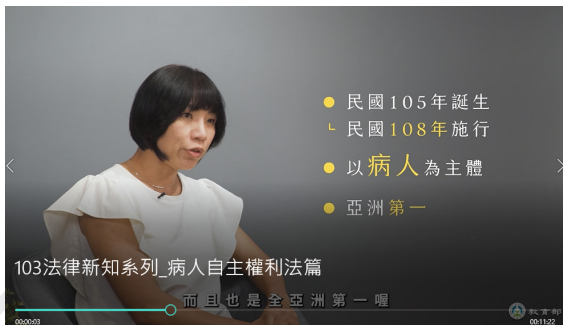 民國105年誕生
民國108年施行
以病人為主體
亞洲第一
103法律新知系列_病人自主權利法篇
而且也是全亞洲第一喔
教育部
00:00:03
00:11:22